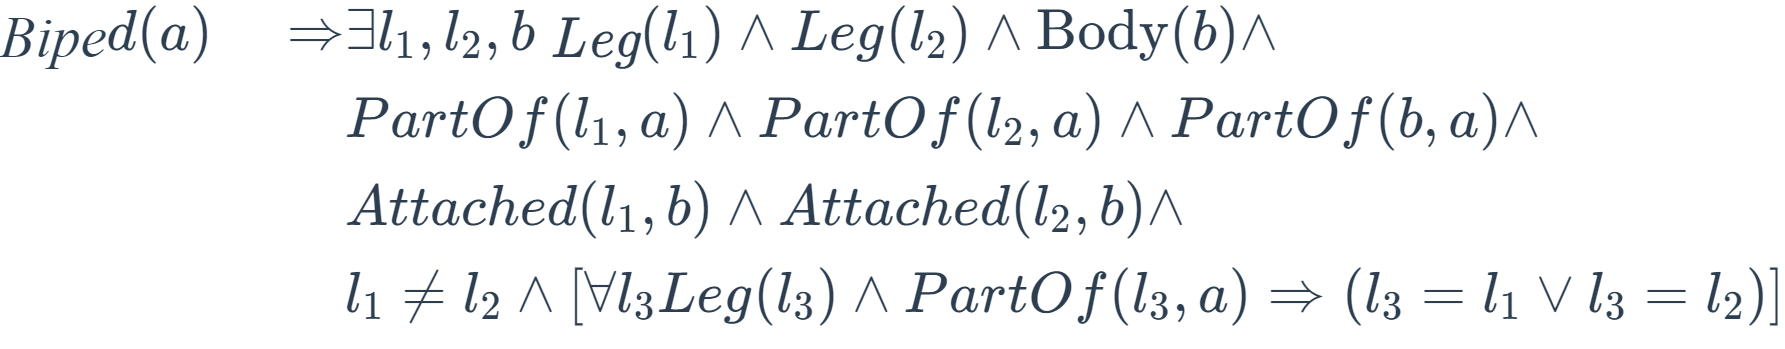 Biped(a) ⇒∃l₁, l₂, b Leg(l₁) ∧ Leg(l₂) ∧ Body(b)∧
PartOf(l₁, a) ∧ PartOf(l₂, a) ∧ PartOf(b, a)∧
Attached(l₁, b) ∧ Attached(l₂, b)∧
l₁ ≠ l₂ ∧ [∀l₃Leg(l₃) ∧ PartOf(l₃, a) ⇒ (l₃ = l₁ ∨ l₃ = l₂)]